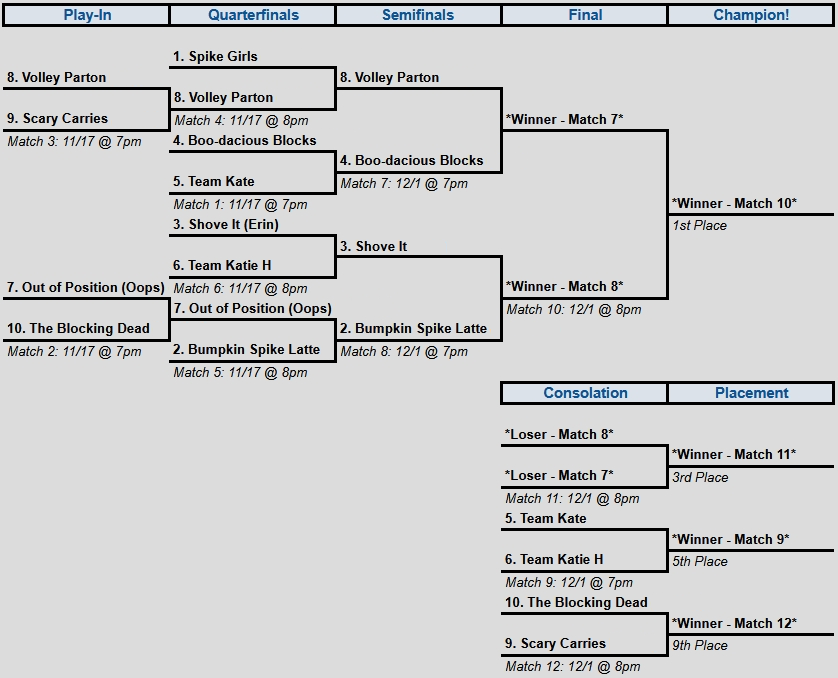 Play-In
Quarterfinals
Semifinals
Final
Champion!
1. Spike Girls
8. Volley Parton
8. Volley Parton
8. Volley Parton
9. Scary Carries
Match 4: 11/17 @ 8pm
*Winner - Match 7*
Match 3: 11/17 @ 7pm
4. Boo-dacious Blocks
4. Boo-dacious Blocks
5. Team Kate
Match 7: 12/1 @ 7pm
Match 1: 11/17 @ 7pm
*Winner - Match 10*
3. Shove It (Erin)
1st Place
3. Shove It
6. Team Katie H
7. Out of Position (Oops)
Match 6: 11/17 @ 8pm
*Winner - Match 8*
7. Out of Position (Oops)
Match 10: 12/1 @ 8pm
10. The Blocking Dead
2. Bumpkin Spike Latte
2. Bumpkin Spike Latte
Match 2: 11/17 @ 7pm
Match 8: 12/1 @ 7pm
Match 5: 11/17 @ 8pm
Consolation
Placement
*Loser - Match 8*
*Winner - Match 11*
*Loser - Match 7*
3rd Place
Match 11: 12/1 @ 8pm
5. Team Kate
*Winner - Match 9*
6. Team Katie H
5th Place
Match 9: 12/1 @ 7pm
10. The Blocking Dead
*Winner - Match 12*
9. Scary Carries
9th Place
Match 12: 12/1 @ 8pm